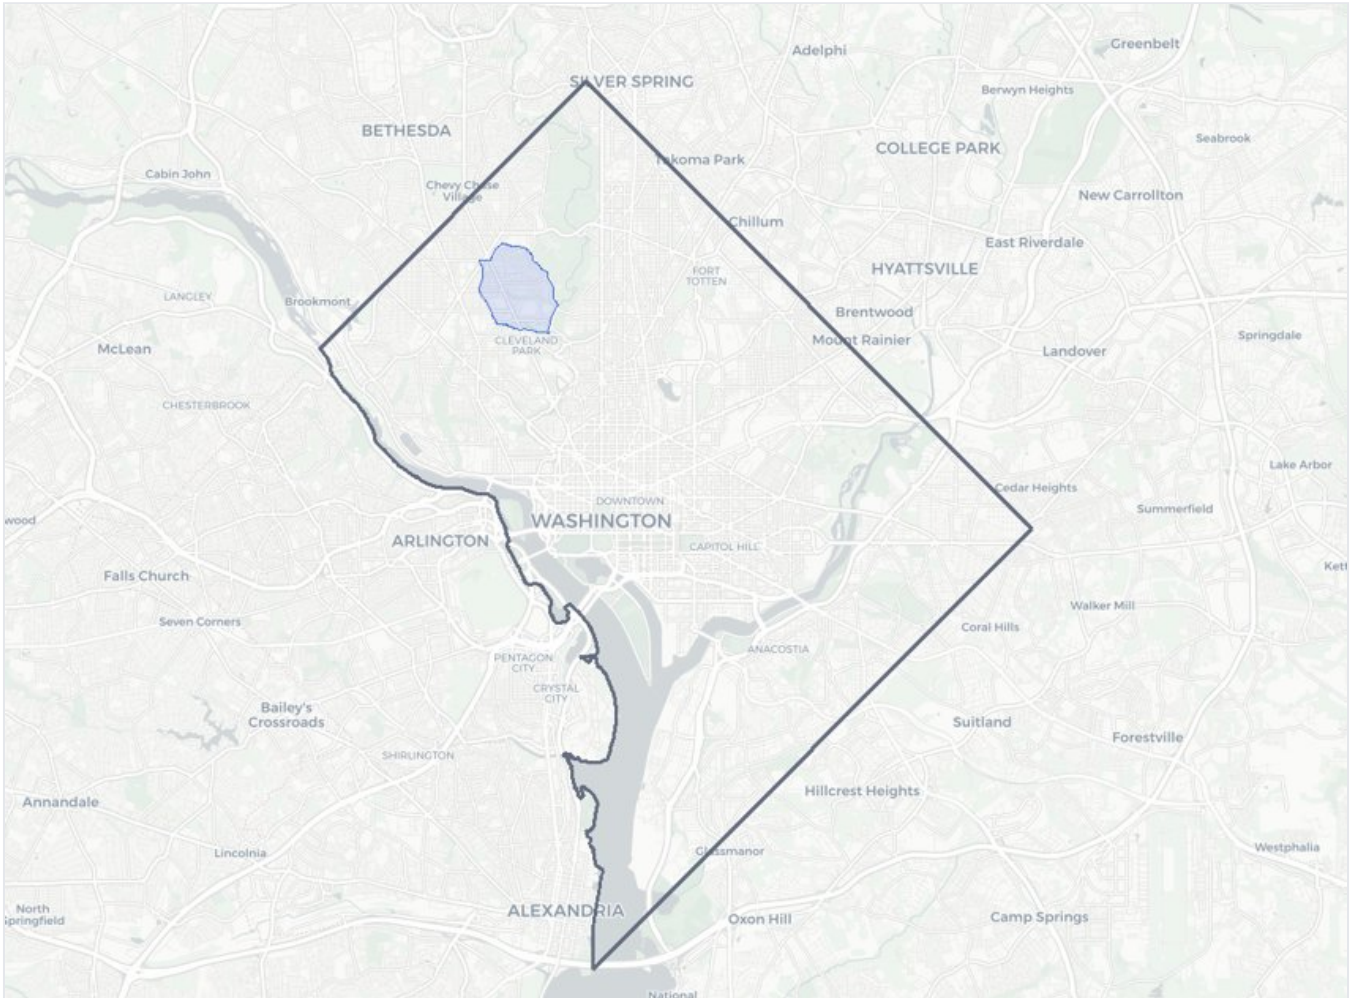 Adelphi
Greenbelt
SILVER SPRING
Berwyn Heights
BETHESDA
Seabrook
COLLEGE PARK
Takoma Park
Cabin John
Chevy Chase
Village
New Carrollton
Chillum
East Riverdale
HYATTSVILLE
FORT
TOTTEN
LANGLEY
Brookmont
Brentwood
Springdale
Mount Rainier
CLEVELAND
PARK
McLean
Landover
CHESTERBROOK
Lake Arbor
Cedar Heights
DOWNTOWN
Summerfield
wood
WASHINGTON
ARLINGTON
CAPITOL HILL
Kett
Falls Church
Walker Mill
Seven Corners
Coral Hills
ANACOSTIA
PENTAGON
CITY
CRYSTAL
CITY
Bailey's
Crossroads
Suitland
Forestville
SHIRLINGTON
Hillcrest Heights
Annandale
Lincolnia
Glassmanor
Westphalia
North
Springfield
ALEXANDRIA
Oxon Hill
Camp Springs
National